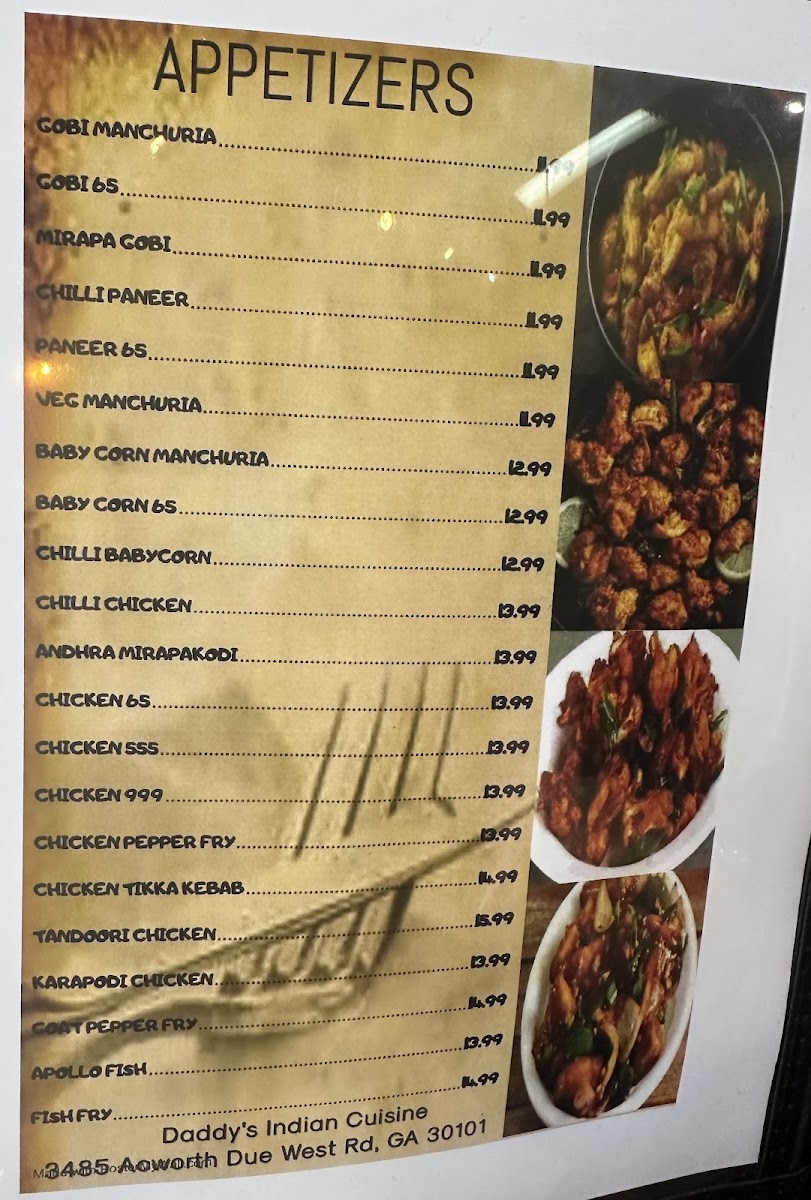 APPETIZERS
GOBI MANCHURIA 11.99
GOBI 65 11.99
MIRAPA GOBI 11.99
CHILLI PANEER 11.99
PANEER 65 11.99
VEG MANCHURIA 11.99
BABY CORN MANCHURIA 12.99
BABY CORN 65 12.99
CHILLI BABYCORN 12.99
CHILLI CHICKEN 13.99
ANDHRA MIRAPAKODI 13.99
CHICKEN 65 13.99
CHICKEN 555 13.99
CHICKEN 999 13.99
CHICKEN PEPPER FRY 13.99
CHICKEN TIKKA KEBAB 14.99
TANDOORI CHICKEN 15.99
KARAPODI CHICKEN 13.99
GOAT PEPPER FRY 14.99
APOLLO FISH 13.99
FISH FRY 14.99
Daddy's Indian Cuisine
3485 Acworth Due West Rd, GA 30101